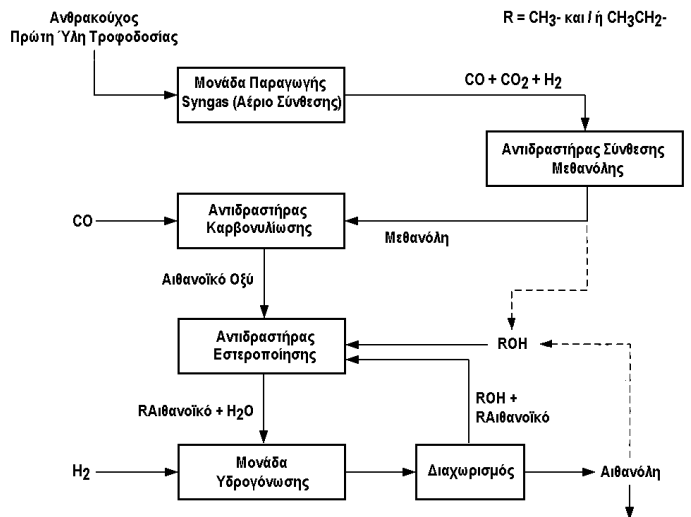 Ανθρακούχος
Πρώτη Ύλη Τροφοδοσίας
R = CH3- και / ή CH3CH2-
Μονάδα Παραγωγής
Syngas (Αέριο Σύνθεσης)
CO + CO2 + H2
Αντιδραστήρας Σύνθεσης
Μεθανόλης
CO
Αντιδραστήρας
Καρβονυλίωσης
Μεθανόλη
Αιθανοϊκό Οξύ
Αντιδραστήρας
Εστεροποίησης
ROH
RΑιθανοϊκό + H2O
ROH +
RΑιθανοϊκό
H2
Μονάδα
Υδρογόνωσης
Διαχωρισμός
Αιθανόλη